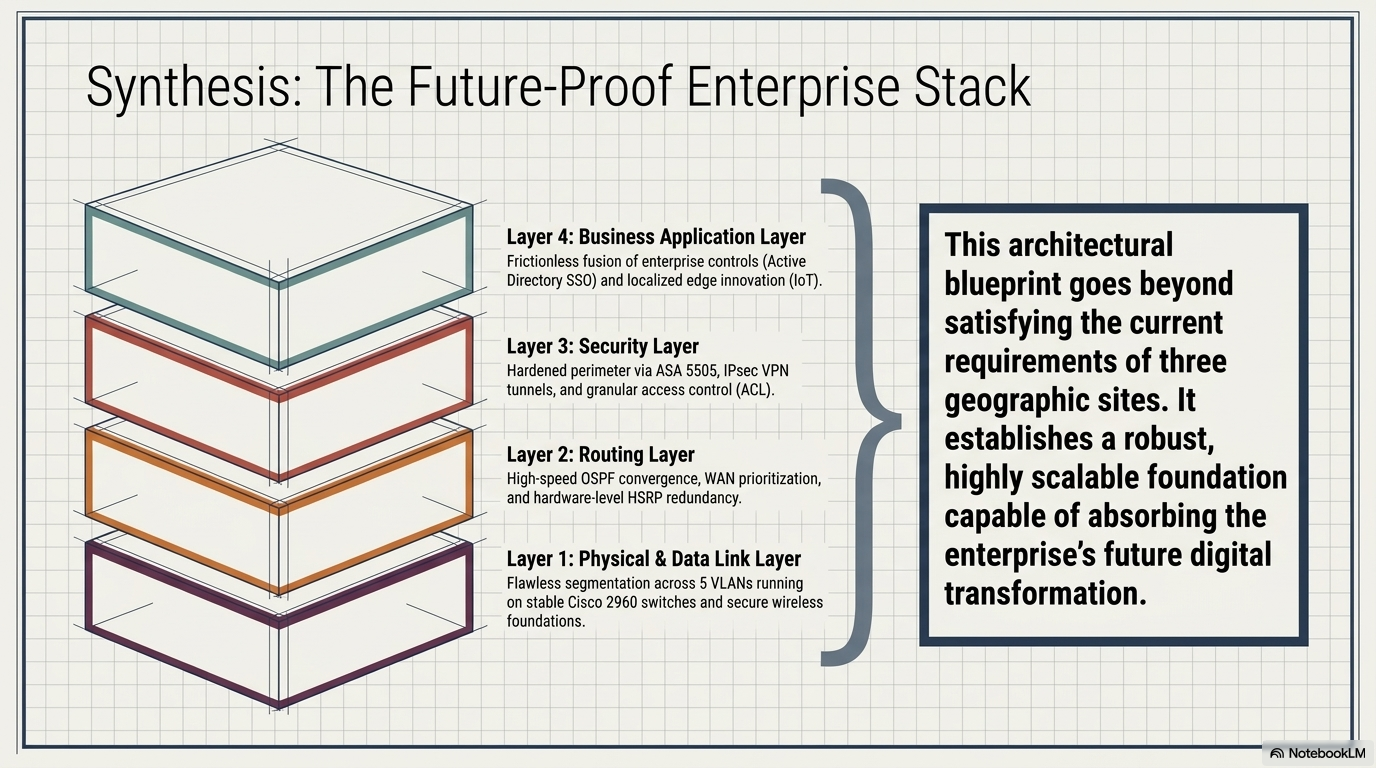 Synthesis: The Future-Proof Enterprise Stack
Layer 4: Business Application Layer
Frictionless fusion of enterprise controls (Active
Directory SSO) and localized edge innovation (IoT).
Layer 3: Security Layer
Hardened perimeter via ASA 5505, IPsec VPN
tunnels, and granular access control (ACL).
Layer 2: Routing Layer
High-speed OSPF convergence, WAN prioritization,
and hardware-level HSRP redundancy.
Layer 1: Physical & Data Link Layer
Flawless segmentation across 5 VLANs running
on stable Cisco 2960 switches and secure wireless
foundations.
This architectural
blueprint goes beyond
satisfying the current
requirements of three
geographic sites. It
establishes a robust,
highly scalable foundation
capable of absorbing the
enterprise’s future digital
transformation.
NotebookLM